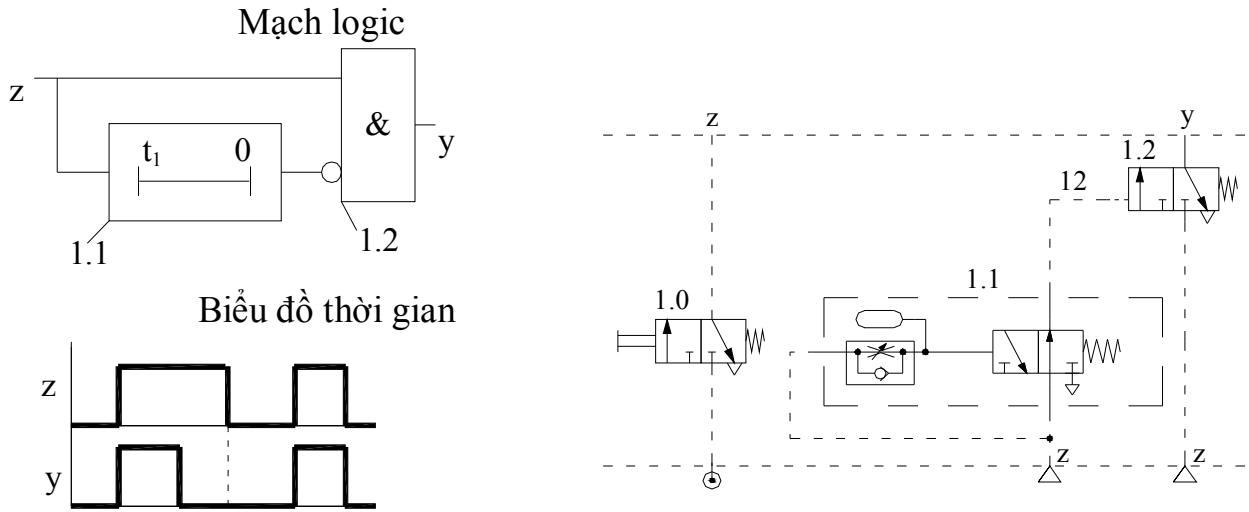 Mạch logic
z
&
y
t₁ 0
1.1
1.2
Biểu đồ thời gian
z
y
z
y
1.2
12
1.1
1.0
z
z